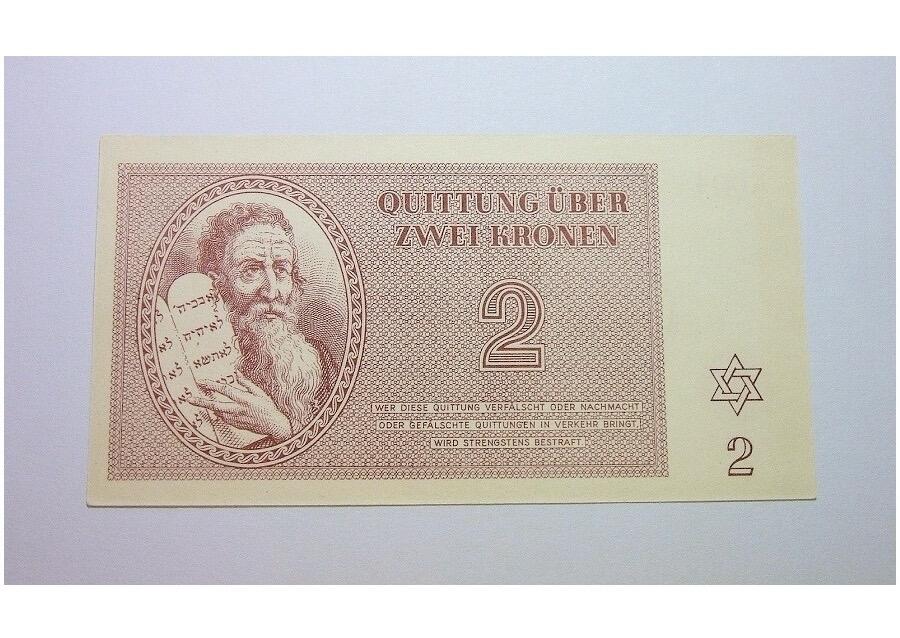 QUITTUNG ÜBER
ZWEI KRONEN
2
WER DIESE QUITTUNG VERFÄLSCHT ODER NACHMACHT
ODER GEFÄLSCHTE QUITTUNGEN IN VERKEHR BRINGT,
WIRD STRENGSTENS BESTRAFT.
2